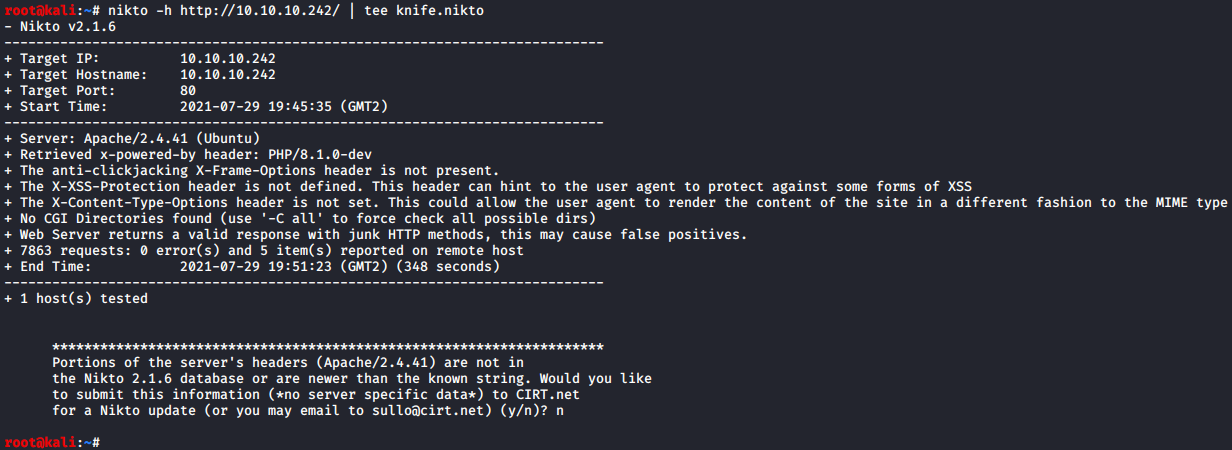 root@kali:~# nikto -h http://10.10.10.242/ | tee knife.nikto
- Nikto v2.1.6
---------------------------------------------------------------------------
+ Target IP:          10.10.10.242
+ Target Hostname:    10.10.10.242
+ Target Port:        80
+ Start Time:         2021-07-29 19:45:35 (GMT2)
---------------------------------------------------------------------------
+ Server: Apache/2.4.41 (Ubuntu)
+ Retrieved x-powered-by header: PHP/8.1.0-dev
+ The anti-clickjacking X-Frame-Options header is not present.
+ The X-XSS-Protection header is not defined. This header can hint to the user agent to protect against some forms of XSS
+ The X-Content-Type-Options header is not set. This could allow the user agent to render the content of the site in a different fashion to the MIME type
+ No CGI Directories found (use '-C all' to force check all possible dirs)
+ Web Server returns a valid response with junk HTTP methods, this may cause false positives.
+ 7863 requests: 0 error(s) and 5 item(s) reported on remote host
+ End Time:           2021-07-29 19:51:23 (GMT2) (348 seconds)
---------------------------------------------------------------------------
+ 1 host(s) tested
*********************************************************************
Portions of the server's headers (Apache/2.4.41) are not in
the Nikto 2.1.6 database or are newer than the known string. Would you like
to submit this information (*no server specific data*) to CIRT.net
for a Nikto update (or you may email to sullo@cirt.net) (y/n)? n
root@kali:~#